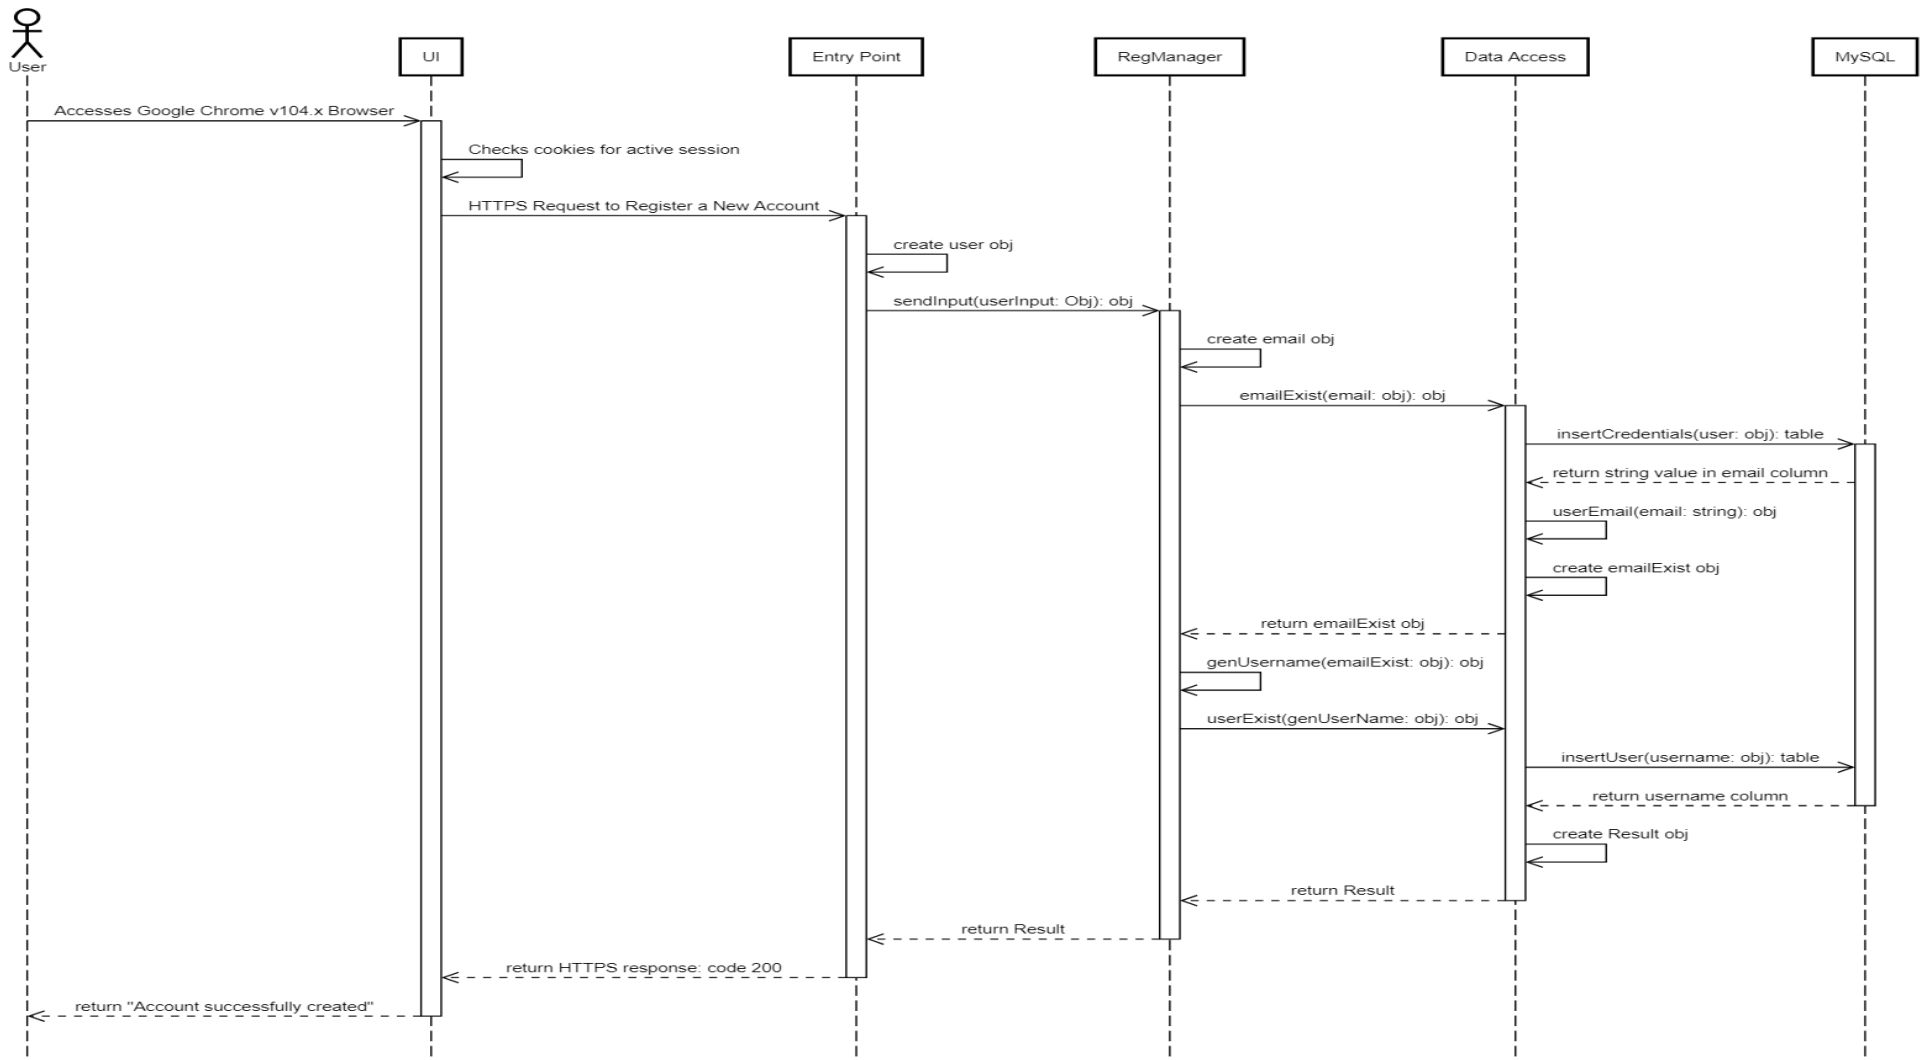 User
UI
Entry Point
RegManager
Data Access
MySQL
Accesses Google Chrome v104.x Browser
Checks cookies for active session
HTTPS Request to Register a New Account
create user obj
sendInput(userInput: Obj): obj
create email obj
emailExist(email: obj): obj
insertCredentials(user: obj): table
return string value in email column
userEmail(email: string): obj
create emailExist obj
return emailExist obj
genUsername(emailExist: obj): obj
userExist(genUserName: obj): obj
insertUser(username: obj): table
return username column
create Result obj
return Result
return Result
return HTTPS response: code 200
return "Account successfully created"